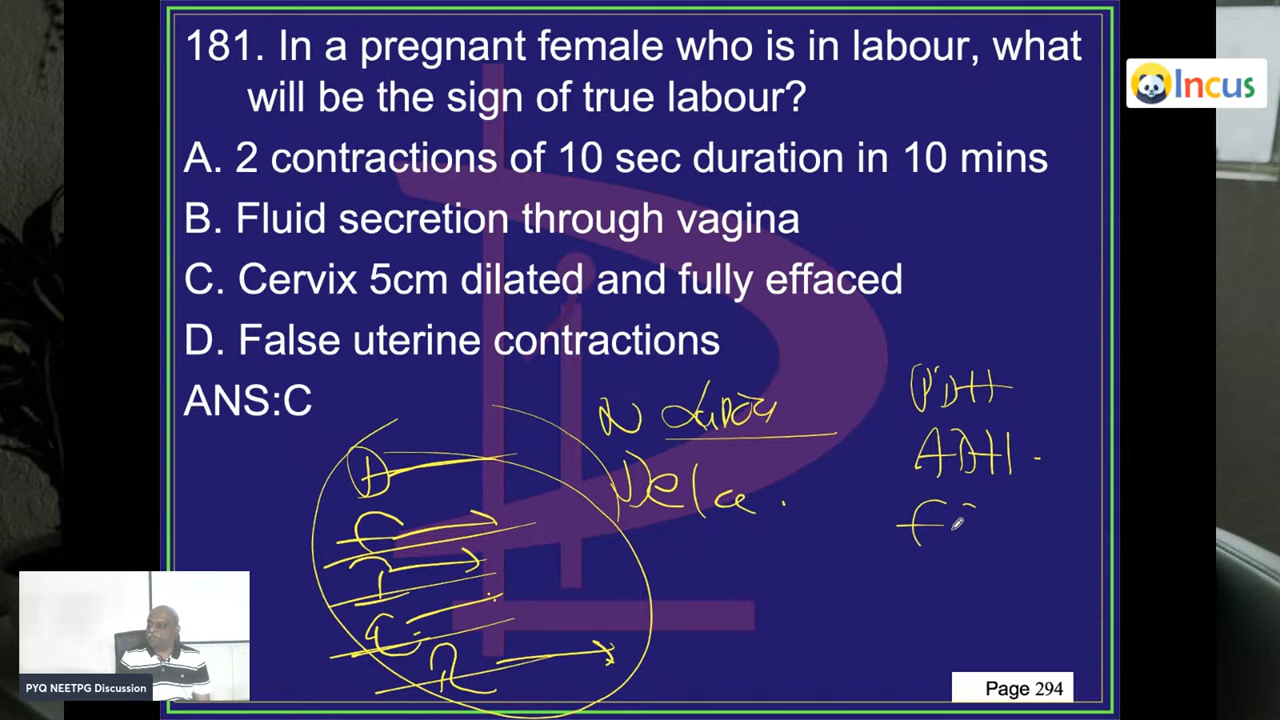 181. In a pregnant female who is in labour, what
will be the sign of true labour?
A. 2 contractions of 10 sec duration in 10 mins
B. Fluid secretion through vagina
C. Cervix 5cm dilated and fully effaced
D. False uterine contractions
ANS:C
Incus
ADH
PYQ NEETPG Discussion
Page 294